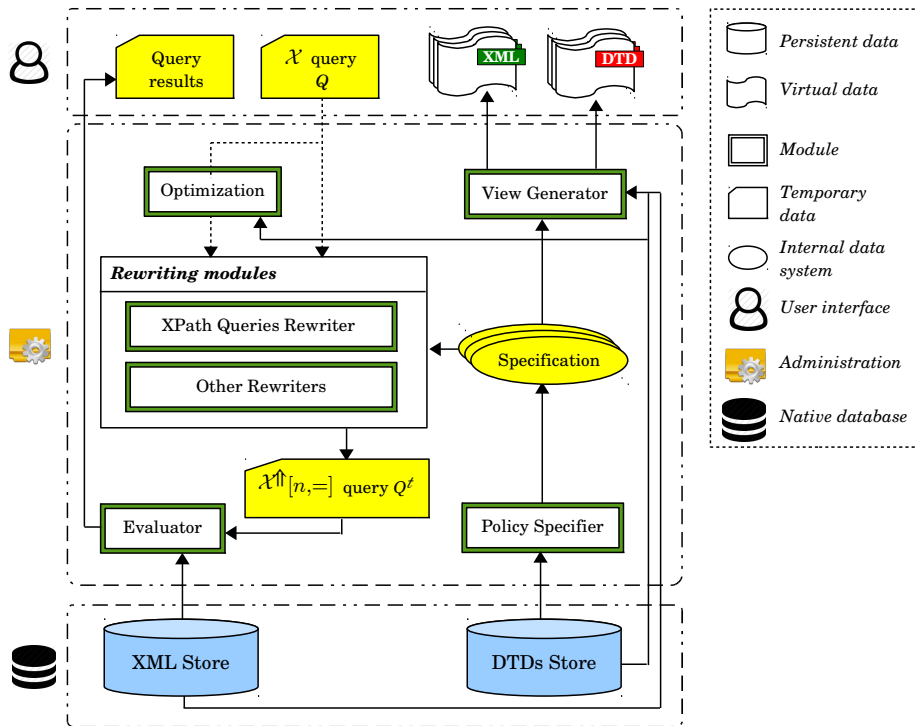 Query
results
𝒳 query
Q
XML
DTD
Optimization
View Generator
Rewriting modules
XPath Queries Rewriter
Other Rewriters
Specification
𝒳⇑[n,=] query Qᵗ
Evaluator
Policy Specifier
XML Store
DTDs Store
Persistent data
Virtual data
Module
Temporary
data
Internal data
system
User interface
Administration
Native database